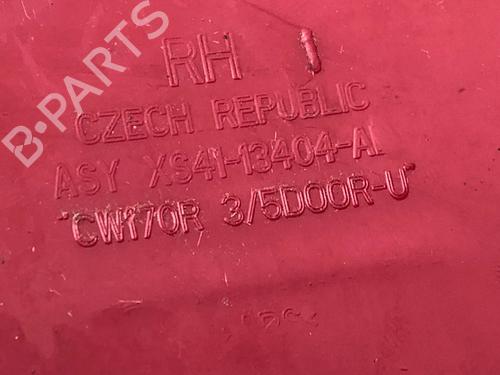 RH
CZECH REPUBLIC
ASY XS41-13404-A
"CW170R 3/5DOOR-U"
B-PARTS